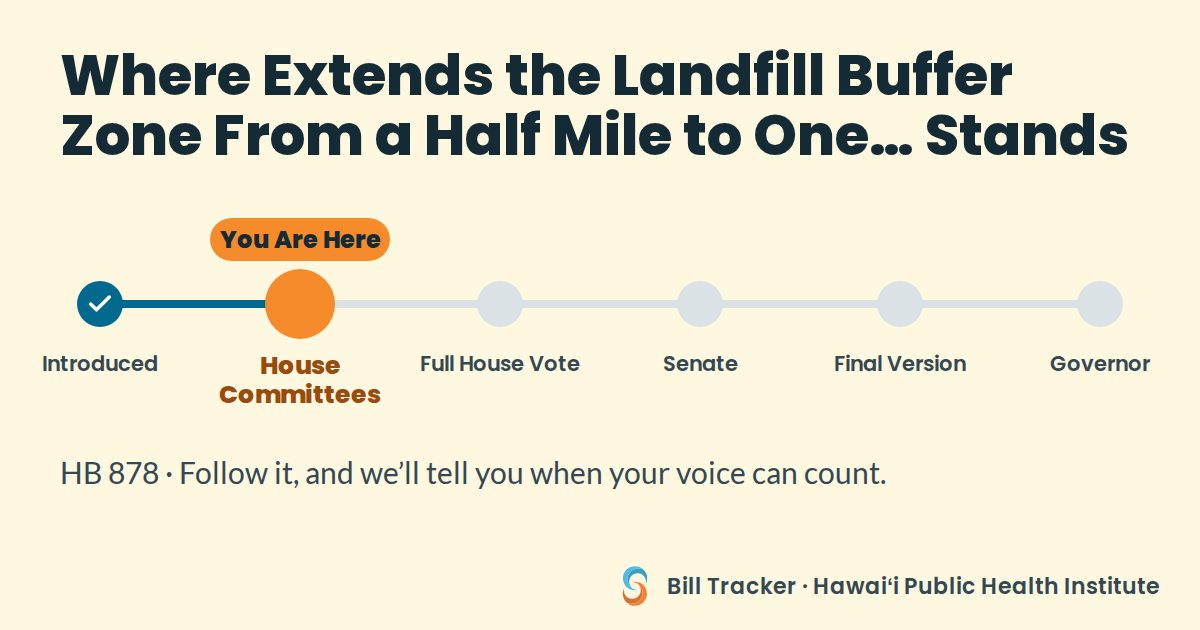 Where Extends the Landfill Buffer
Zone From a Half Mile to One... Stands
You Are Here
Introduced
House
Committees
Full House Vote
Senate
Final Version
Governor
HB 878 · Follow it, and we’ll tell you when your voice can count.
Bill Tracker · Hawaiʻi Public Health Institute